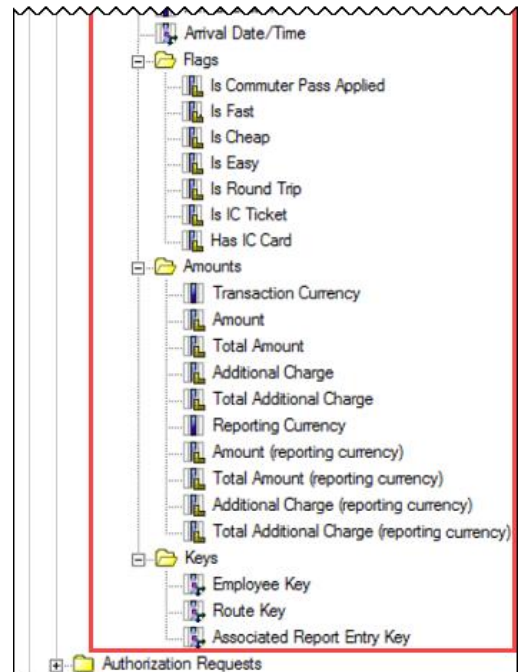 Arrival Date/Time
Flags
Is Commuter Pass Applied
Is Fast
Is Cheap
Is Easy
Is Round Trip
Is IC Ticket
Has IC Card
Amounts
Transaction Currency
Amount
Total Amount
Additional Charge
Total Additional Charge
Reporting Currency
Amount (reporting currency)
Total Amount (reporting currency)
Additional Charge (reporting currency)
Total Additional Charge (reporting currency)
Keys
Employee Key
Route Key
Associated Report Entry Key
Authorization Requests